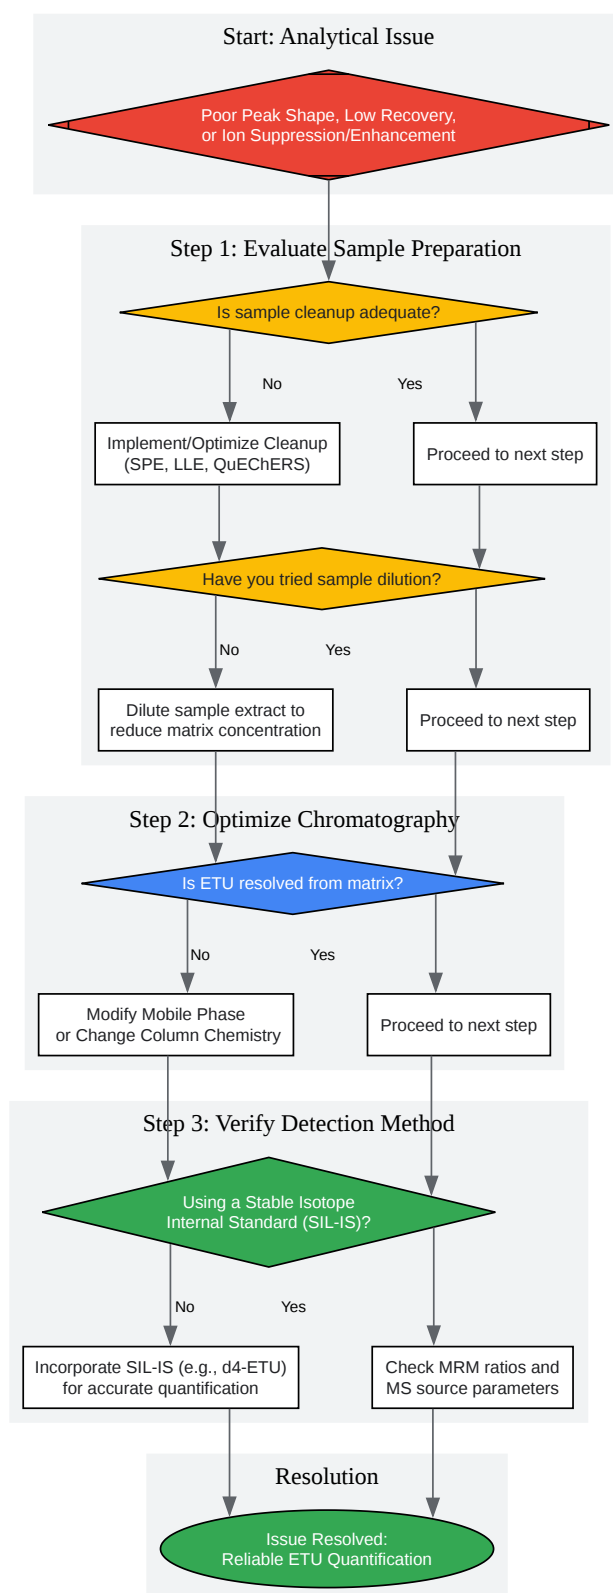 Start: Analytical Issue
Poor Peak Shape, Low Recovery,
or Ion Suppression/Enhancement
Step 1: Evaluate Sample Preparation
Is sample cleanup adequate?
No
Yes
Implement/Optimize Cleanup
(SPE, LLE, QuEChERS)
Proceed to next step
Have you tried sample dilution?
No
Yes
Dilute sample extract to
reduce matrix concentration
Proceed to next step
Step 2: Optimize Chromatography
Is ETU resolved from matrix?
No
Yes
Modify Mobile Phase
or Change Column Chemistry
Proceed to next step
Step 3: Verify Detection Method
Using a Stable Isotope
Internal Standard (SIL-IS)?
No
Yes
Incorporate SIL-IS (e.g., d4-ETU)
for accurate quantification
Check MRM ratios and
MS source parameters
Resolution
Issue Resolved:
Reliable ETU Quantification